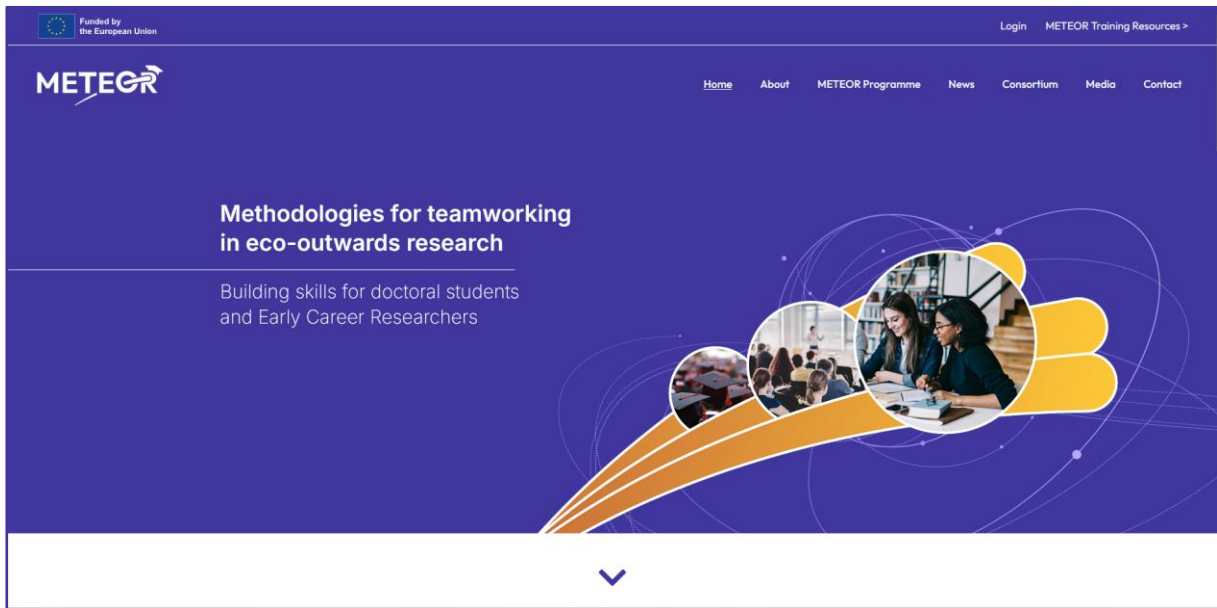 Funded by
the European Union
Login METEOR Training Resources >
METEOR
Home About METEOR Programme News Consortium Media Contact
Methodologies for teamworking
in eco-outwards research
Building skills for doctoral students
and Early Career Researchers